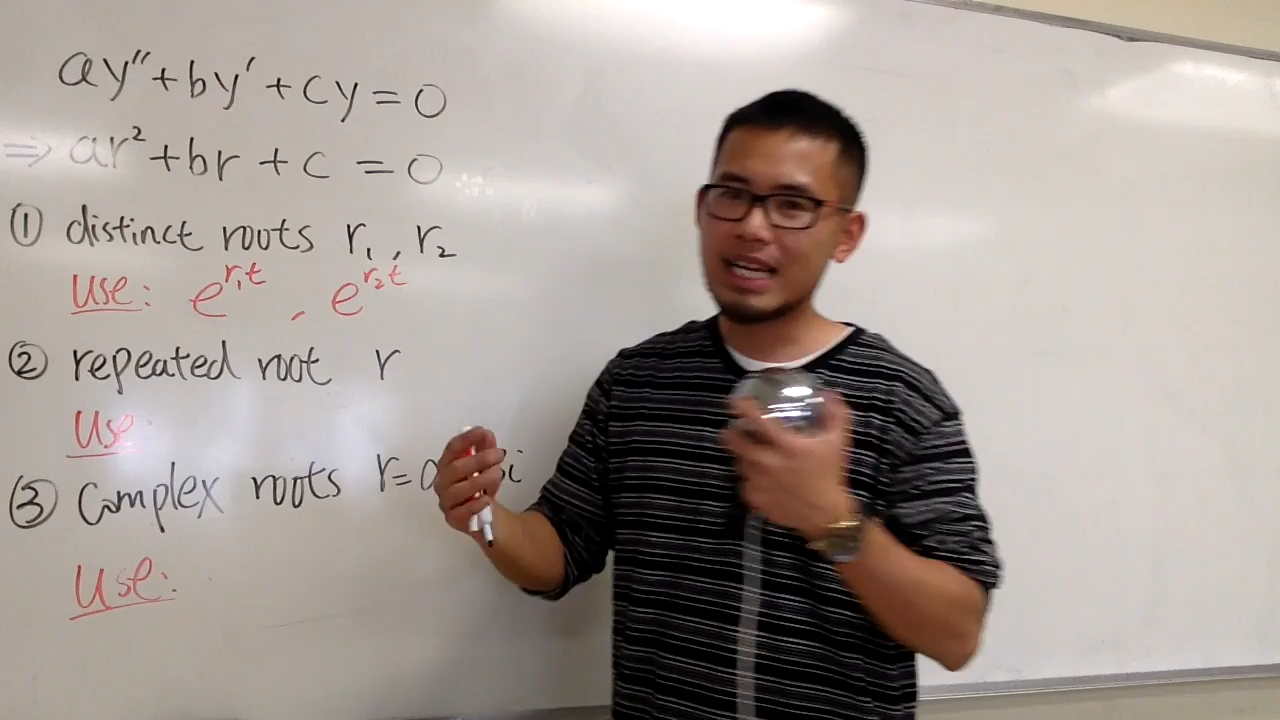 ay''+by'+cy=0
⇒ ar²+br+c=0
① distinct roots r₁, r₂
Use: e^{r₁t}, e^{r₂t}
② repeated root r
Use:
③ Complex roots r= i
Use: